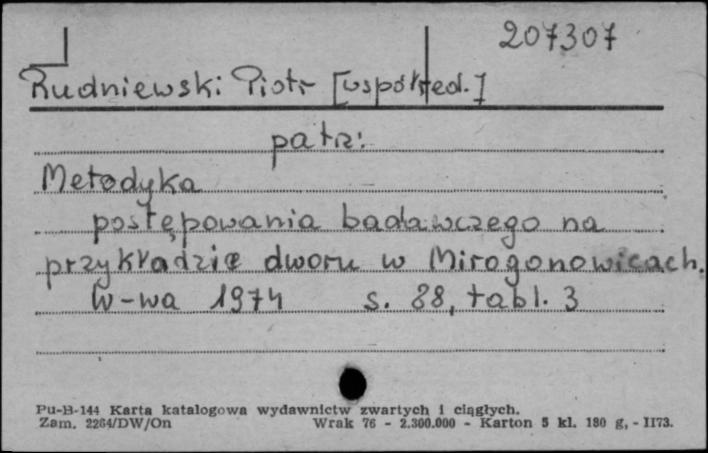 207307
Rudniewski Piotr [współred.]
patrz:
Metodyka
postępowania badawczego na
przykładzie dworu w Mirogonowicach.
W-wa 1974 s. 88, tabl. 3
Pu-B-144 Karta katalogowa wydawnictw zwartych i ciągłych.
Zam. 2264/DW/On Wrak 76 - 2.300.000 - Karton 5 kl. 180 g, - II73.